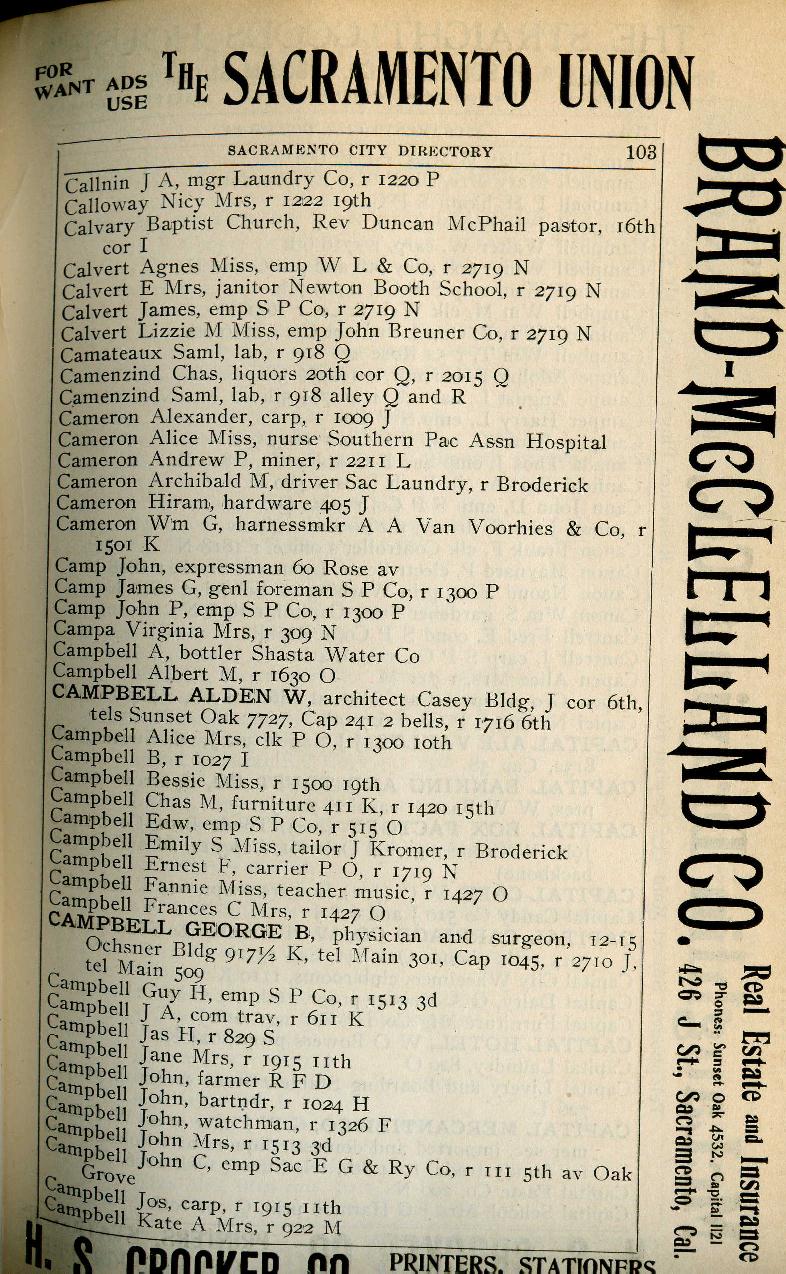 FOR
WANT ADS
USE
THE SACRAMENTO UNION
SACRAMENTO CITY DIRECTORY 103
Callnin J A, mgr Laundry Co, r 1220 P
Calloway Nicy Mrs, r 1222 19th
Calvary Baptist Church, Rev Duncan McPhail pastor, 16th
cor I
Calvert Agnes Miss, emp W L & Co, r 2719 N
Calvert E Mrs, janitor Newton Booth School, r 2719 N
Calvert James, emp S P Co, r 2719 N
Calvert Lizzie M Miss, emp John Breuner Co, r 2719 N
Camateaux Saml, lab, r 918 Q
Camenzind Chas, liquors 20th cor Q, r 2015 Q
Camenzind Saml, lab, r 918 alley Q and R
Cameron Alexander, carp, r 1009 J
Cameron Alice Miss, nurse Southern Pac Assn Hospital
Cameron Andrew P, miner, r 2211 L
Cameron Archibald M, driver Sac Laundry, r Broderick
Cameron Hiram, hardware 405 J
Cameron Wm G, harnessmkr A A Van Voorhies & Co, r
1501 K
Camp John, expressman 60 Rose av
Camp James G, genl foreman S P Co, r 1300 P
Camp John P, emp S P Co, r 1300 P
Campa Virginia Mrs, r 309 N
Campbell A, bottler Shasta Water Co
Campbell Albert M, r 1630 O
CAMPBELL ALDEN W, architect Casey Bldg, J cor 6th,
tels Sunset Oak 7727, Cap 241 2 bells, r 1716 6th
Campbell Alice Mrs, clk P O, r 1300 10th
Campbell B, r 1027 I
Campbell Bessie Miss, r 1500 19th
Campbell Chas M, furniture 411 K, r 1420 15th
Campbell Edw, emp S P Co, r 515 O
Campbell Emily S Miss, tailor J Kromer, r Broderick
Campbell Ernest F, carrier P O, r 1719 N
Campbell Fannie Miss, teacher music, r 1427 O
Campbell Frances C Mrs, r 1427 O
CAMPBELL GEORGE B, physician and surgeon, 12-15
Ochsner Bldg 917½ K, tel Main 301, Cap 1045, r 2710 J,
tel Main 509
Campbell Guy H, emp S P Co, r 1513 3d
Campbell J A, com trav, r 611 K
Campbell Jas H, r 829 S
Campbell Jane Mrs, r 1915 11th
Campbell John, farmer R F D
Campbell John, bartndr, r 1024 H
Campbell John, watchman, r 1326 F
Campbell John Mrs, r 1513 3d
Campbell John C, emp Sac E G & Ry Co, r 111 5th av Oak
Grove
Campbell Jos, carp, r 1915 11th
Campbell Kate A Mrs, r 922 M
BRAND-McCLELLAND CO.
Real Estate and Insurance
Phones: Sunset Oak 4532, Capital 1121
426 J St., Sacramento, Cal.
H. S. CROCKER CO. PRINTERS, STATIONERS